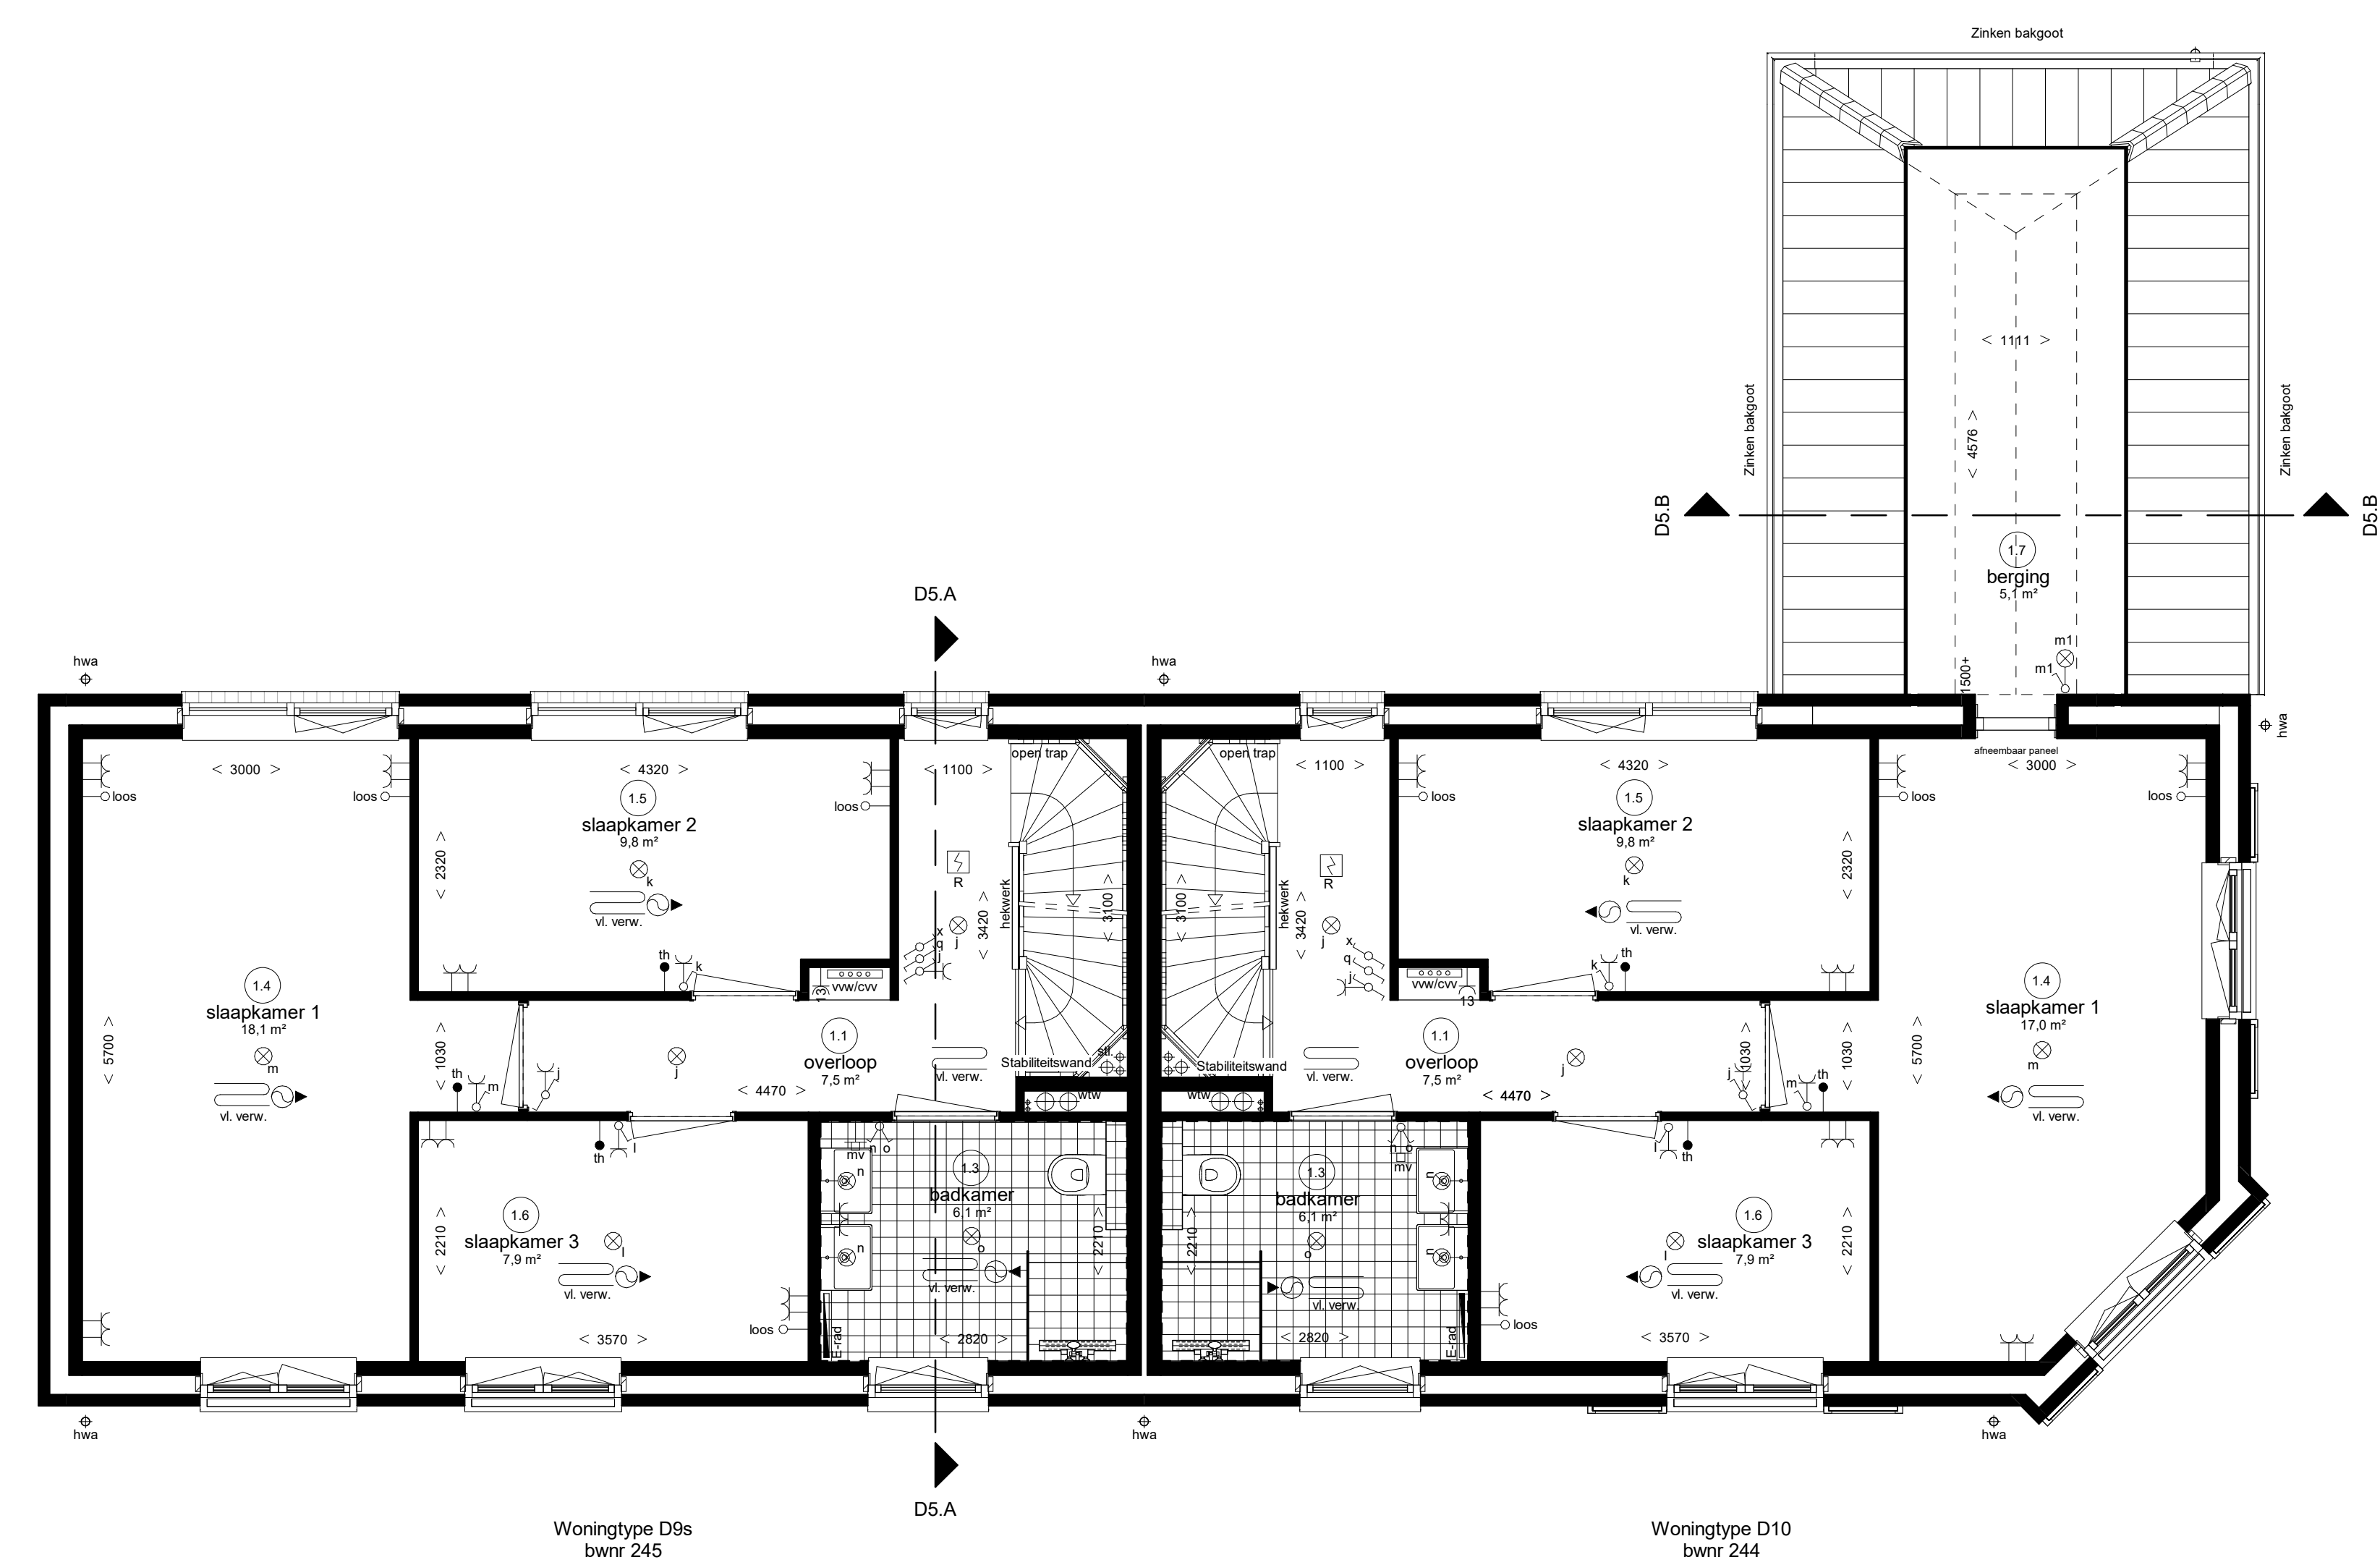 Zinken bakgoot
Zinken bakgoot
Zinken bakgoot
< 1111 >
< 4576 >
D5.B
D5.B
1.7
berging
5,1 m²
m1
m1
1500+
D5.A
hwa
hwa
hwa
afneembaar paneel
< 3000 >
loos
loos
< 4320 >
1.5
slaapkamer 2
9,8 m²
k
vl. verw.
< 2320 >
loos
th
k
< 1100 >
open trap
R
j
x
q
j
< 3420 >
hekwerk
< 3100 >
vvw/cvv
13
open trap
< 1100 >
R
j
x
q
j
< 3420 >
hekwerk
< 3100 >
vvw/cvv
13
loos
< 4320 >
1.5
slaapkamer 2
9,8 m²
k
vl. verw.
< 2320 >
k
th
loos
< 3000 >
loos
1.4
slaapkamer 1
18,1 m²
m
vl. verw.
< 5700 >
< 1030 >
th
m
j
j
1.1
overloop
7,5 m²
< 4470 >
vl. verw.
Stabiliteitswand
stl.
wtw
Stabiliteitswand
wtw
vl. verw.
1.1
overloop
7,5 m²
< 4470 >
j
j
< 1030 >
m
th
< 1030 >
< 5700 >
1.4
slaapkamer 1
17,0 m²
m
vl. verw.
th
l
1.6
slaapkamer 3
7,9 m²
l
vl. verw.
< 2210 >
< 3570 >
loos
mv
n
o
n
n
1.3
badkamer
6,1 m²
o
vl. verw.
< 2210 >
< 2820 >
E-rad
n
o
mv
n
n
1.3
badkamer
6,1 m²
o
vl. verw.
< 2210 >
< 2820 >
E-rad
l
th
1.6
slaapkamer 3
7,9 m²
l
vl. verw.
< 2210 >
< 3570 >
loos
hwa
hwa
hwa
D5.A
Woningtype D9s
bwnr 245
Woningtype D10
bwnr 244